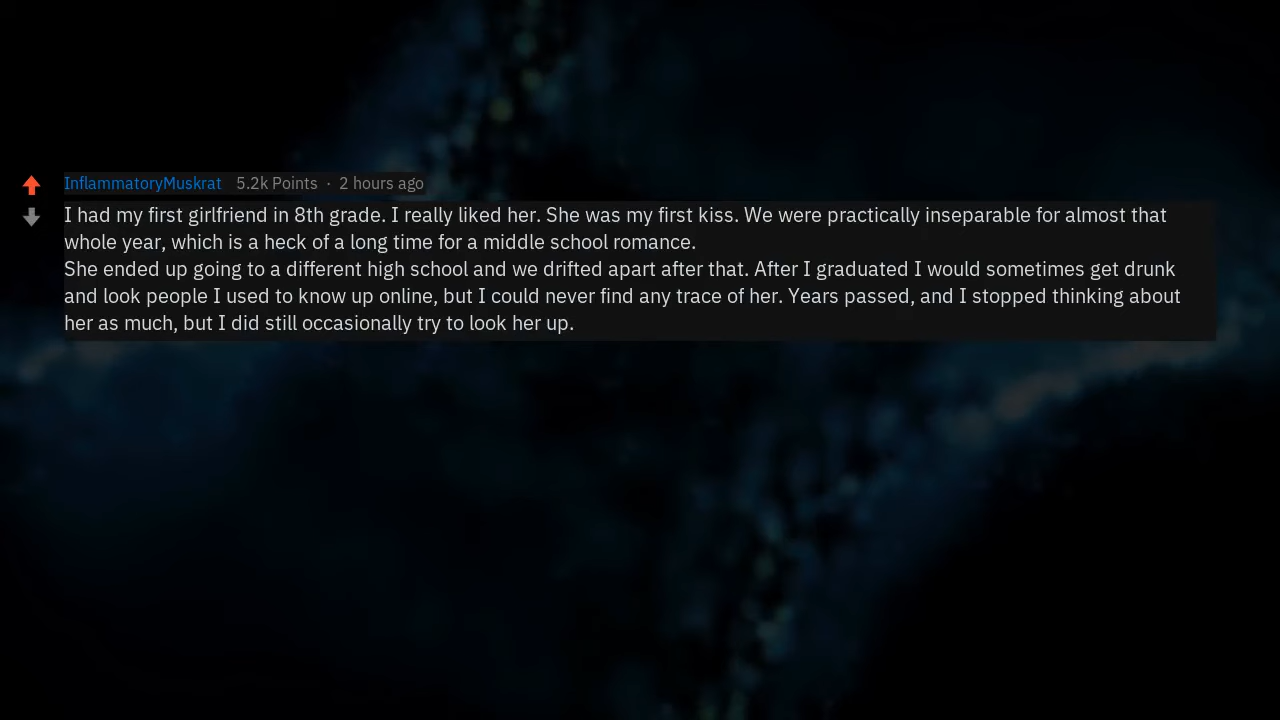 InflammatoryMuskrat 5.2k Points · 2 hours ago
I had my first girlfriend in 8th grade. I really liked her. She was my first kiss. We were practically inseparable for almost that
whole year, which is a heck of a long time for a middle school romance.
She ended up going to a different high school and we drifted apart after that. After I graduated I would sometimes get drunk
and look people I used to know up online, but I could never find any trace of her. Years passed, and I stopped thinking about
her as much, but I did still occasionally try to look her up.